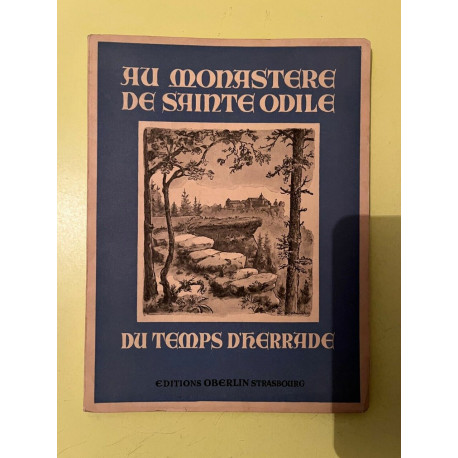 AU MONASTERE
DE SAINTE ODILE
DU TEMPS D'HERRADE
EDITIONS OBERLIN STRASBOURG